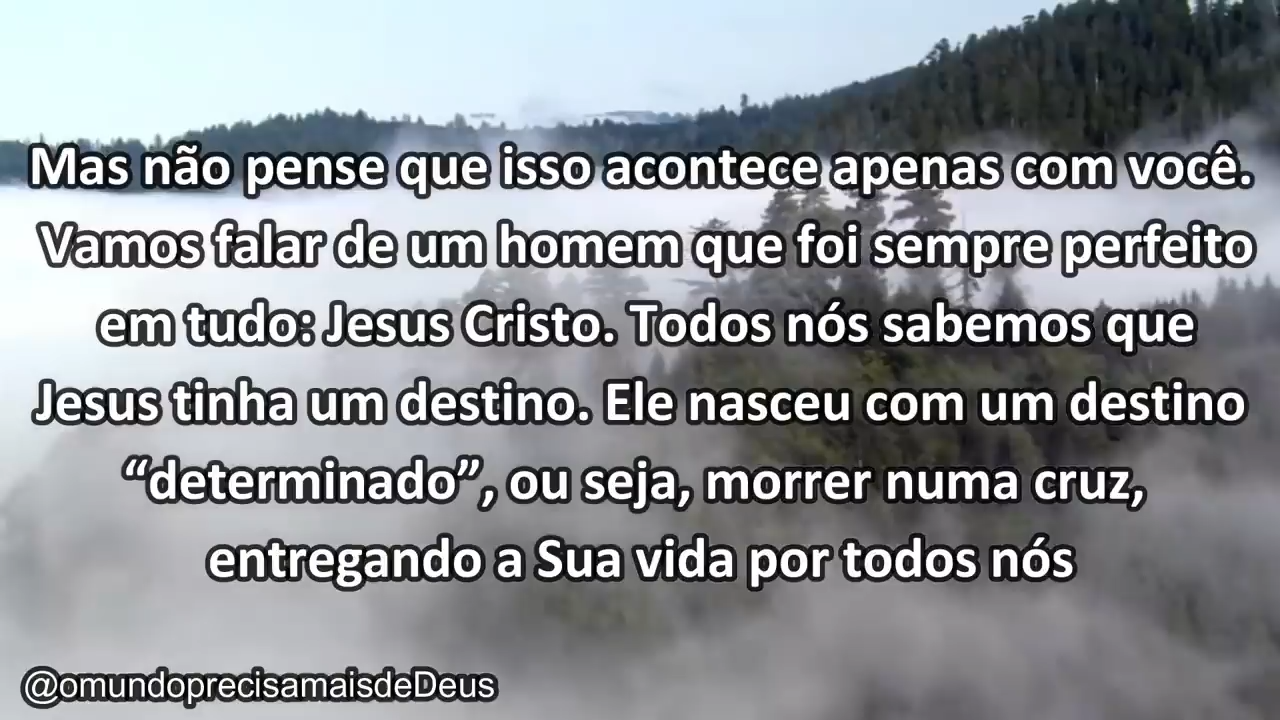 Mas não pense que isso acontece apenas com você.
Vamos falar de um homem que foi sempre perfeito
em tudo: Jesus Cristo. Todos nós sabemos que
Jesus tinha um destino. Ele nasceu com um destino
“determinado”, ou seja, morrer numa cruz,
entregando a Sua vida por todos nós
@omundoprecisamaisdeDeus